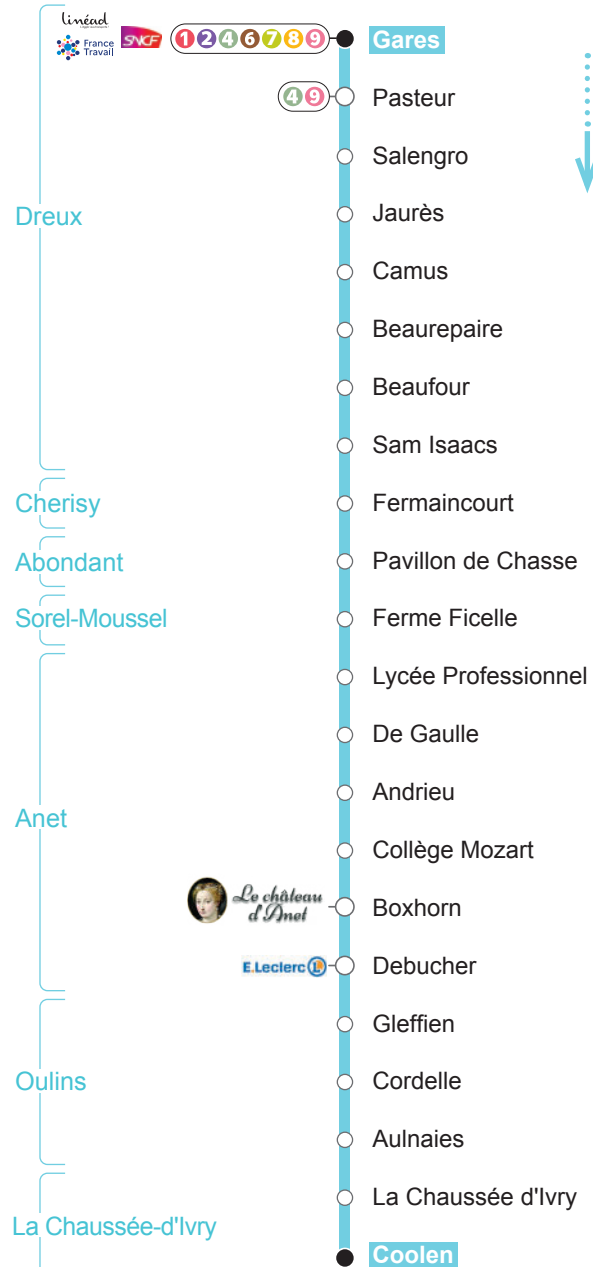 linéad
France
Travail
SNCF
1 2 4 6 7 8 9
Gares
4 9
Pasteur
Salengro
Dreux
Jaurès
Camus
Beaurepaire
Beaufour
Sam Isaacs
Cherisy
Fermaincourt
Abondant
Pavillon de Chasse
Sorel-Moussel
Ferme Ficelle
Lycée Professionnel
De Gaulle
Anet
Andrieu
Collège Mozart
Le château
d'Anet
Boxhorn
E.Leclerc L
Debucher
Gleffien
Oulins
Cordelle
Aulnaies
La Chaussée d'Ivry
La Chaussée-d'Ivry
Coolen